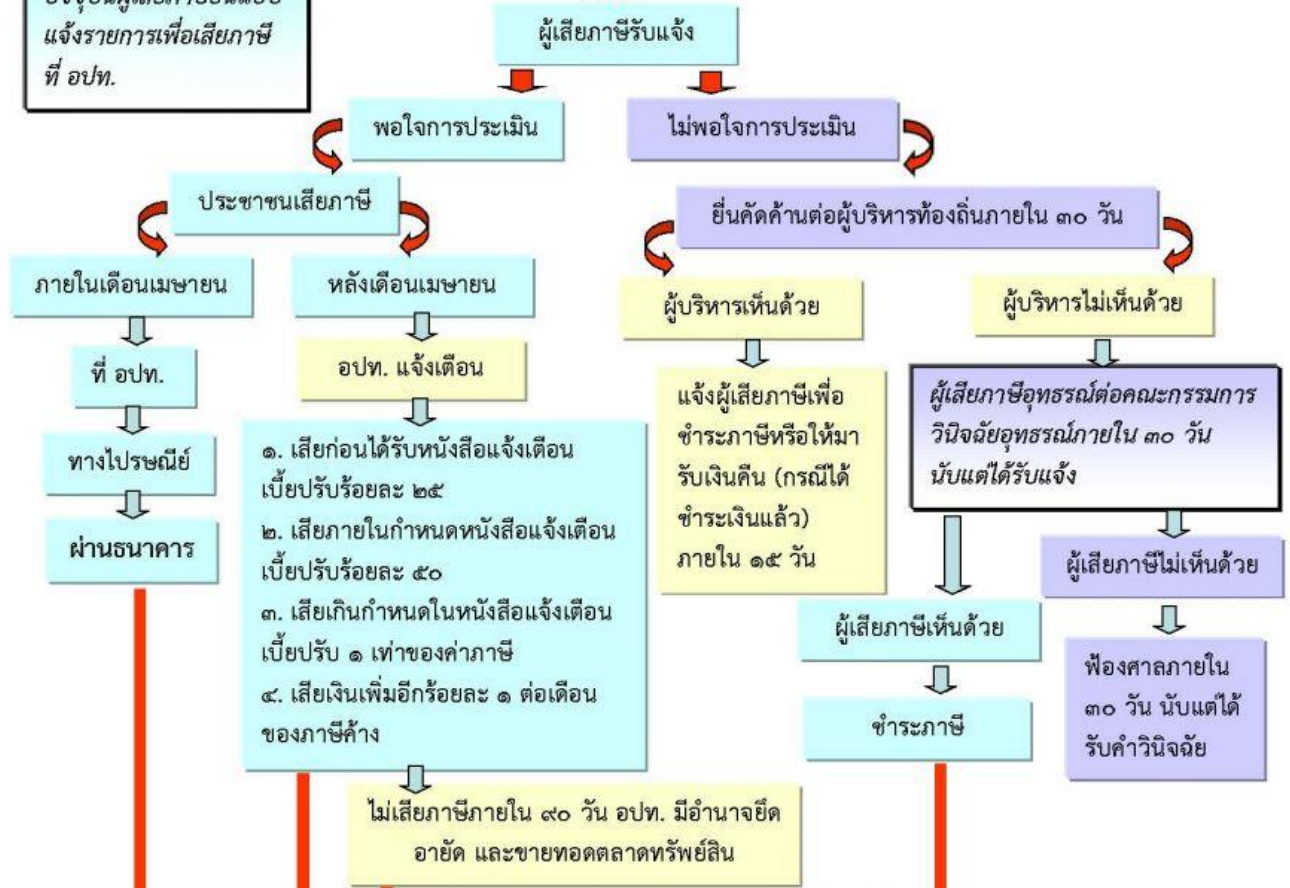 แจ้งรายการเพื่อเสียภาษี
ที่ อปท.
ผู้เสียภาษีรับแจ้ง
พอใจการประเมิน
ไม่พอใจการประเมิน
ประชาชนเสียภาษี
ยื่นคัดค้านต่อผู้บริหารท้องถิ่นภายใน ๓๐ วัน
ภายในเดือนเมษายน
หลังเดือนเมษายน
ผู้บริหารเห็นด้วย
ผู้บริหารไม่เห็นด้วย
ที่ อปท.
ทางไปรษณีย์
ผ่านธนาคาร
อปท. แจ้งเตือน
๑. เสียก่อนได้รับหนังสือแจ้งเตือน
เบี้ยปรับร้อยละ ๒๕
๒. เสียภายในกำหนดหนังสือแจ้งเตือน
เบี้ยปรับร้อยละ ๕๐
๓. เสียเกินกำหนดในหนังสือแจ้งเตือน
เบี้ยปรับ ๑ เท่าของค่าภาษี
๔. เสียเงินเพิ่มอีกร้อยละ ๑ ต่อเดือน
ของภาษีค้าง
ไม่เสียภาษีภายใน ๙๐ วัน อปท. มีอำนาจยึด
อายัด และขายทอดตลาดทรัพย์สิน
แจ้งผู้เสียภาษีเพื่อ
ชำระภาษีหรือให้มา
รับเงินคืน (กรณีได้
ชำระเงินแล้ว)
ภายใน ๑๕ วัน
ผู้เสียภาษีอุทธรณ์ต่อคณะกรรมการ
วินิจฉัยอุทธรณ์ภายใน ๓๐ วัน
นับแต่ได้รับแจ้ง
ผู้เสียภาษีเห็นด้วย
ชำระภาษี
ผู้เสียภาษีไม่เห็นด้วย
ฟ้องศาลภายใน
๓๐ วัน นับแต่ได้
รับคำวินิจฉัย